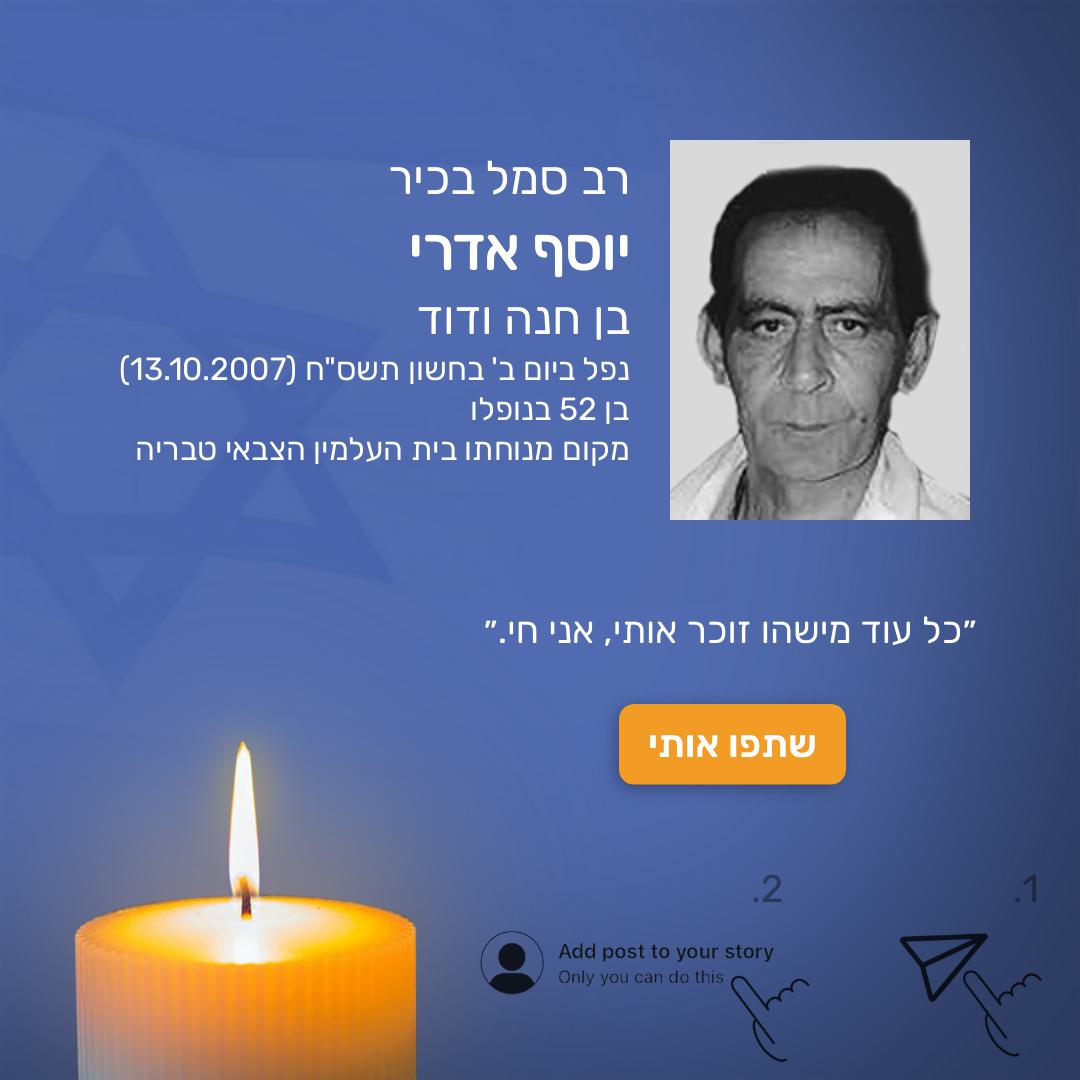 רב סמל בכיר
יוסף אדרי
בן חנה ודוד
נפל ביום ב' בחשון תשס"ח (13.10.2007)
בן 52 בנופלו
מקום מנוחתו בית העלמין הצבאי טבריה
״כל עוד מישהו זוכר אותי, אני חי.״
שתפו אותי
1.
2.
Add post to your story
Only you can do this